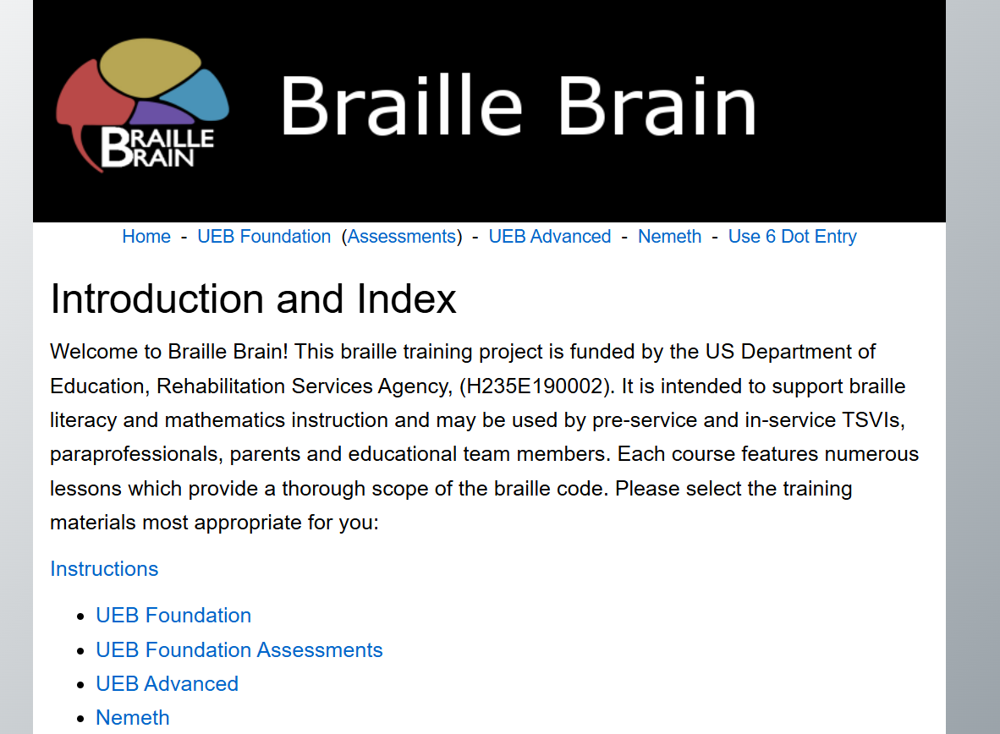 BRAILLE
BRAIN
Braille Brain
Home - UEB Foundation (Assessments) - UEB Advanced - Nemeth - Use 6 Dot Entry
Introduction and Index
Welcome to Braille Brain! This braille training project is funded by the US Department of
Education, Rehabilitation Services Agency, (H235E190002). It is intended to support braille
literacy and mathematics instruction and may be used by pre-service and in-service TSVIs,
paraprofessionals, parents and educational team members. Each course features numerous
lessons which provide a thorough scope of the braille code. Please select the training
materials most appropriate for you:
Instructions
• UEB Foundation
• UEB Foundation Assessments
• UEB Advanced
• Nemeth